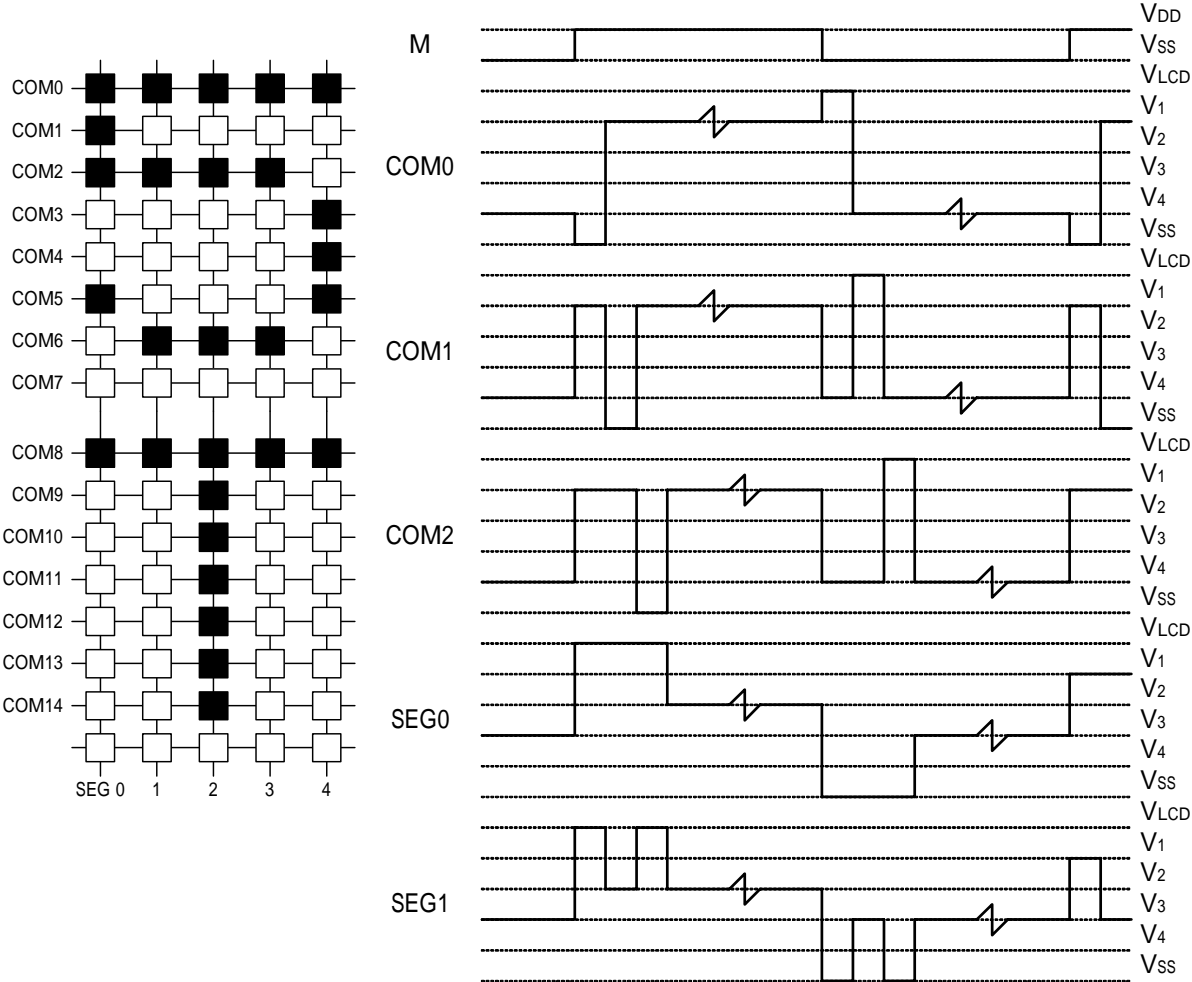 M
VDD
VSS
COM0
VLCD
V1
V2
V3
V4
VSS
COM1
VLCD
V1
V2
V3
V4
VSS
COM2
VLCD
V1
V2
V3
V4
VSS
SEG0
VLCD
V1
V2
V3
V4
VSS
SEG1
VLCD
V1
V2
V3
V4
VSS
COM0
COM1
COM2
COM3
COM4
COM5
COM6
COM7
COM8
COM9
COM10
COM11
COM12
COM13
COM14
SEG 0 1 2 3 4